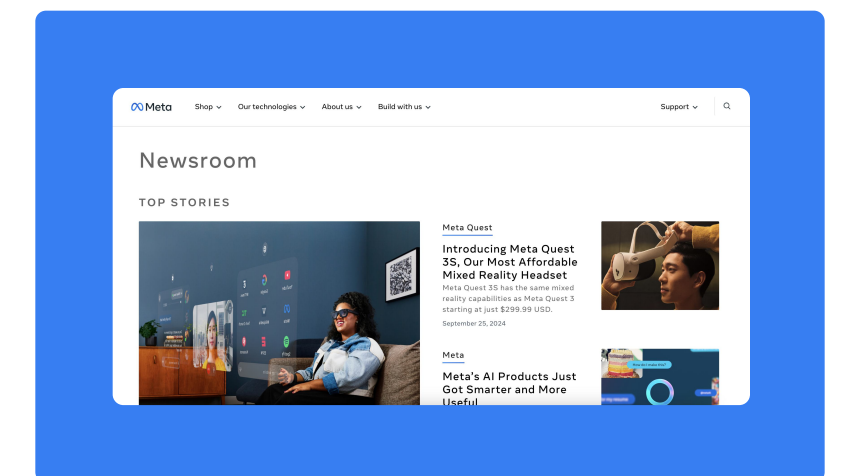 Meta
Shop
Our technologies
About us
Build with us
Support
Newsroom
TOP STORIES
Meta Quest
Introducing Meta Quest
3S, Our Most Affordable
Mixed Reality Headset
Meta Quest 3S has the same mixed
reality capabilities as Meta Quest 3
starting at just $299.99 USD.
September 25, 2024
Meta
Meta's AI Products Just
Got Smarter and More
Useful